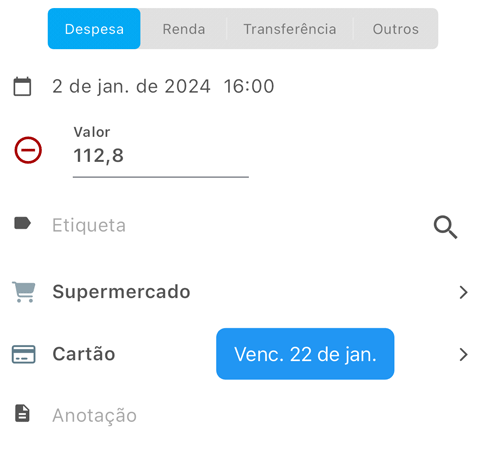 Despesa Renda Transferência Outros
2 de jan. de 2024 16:00
Valor
112,8
Etiqueta
Supermercado
Cartão Venc. 22 de jan.
Anotação